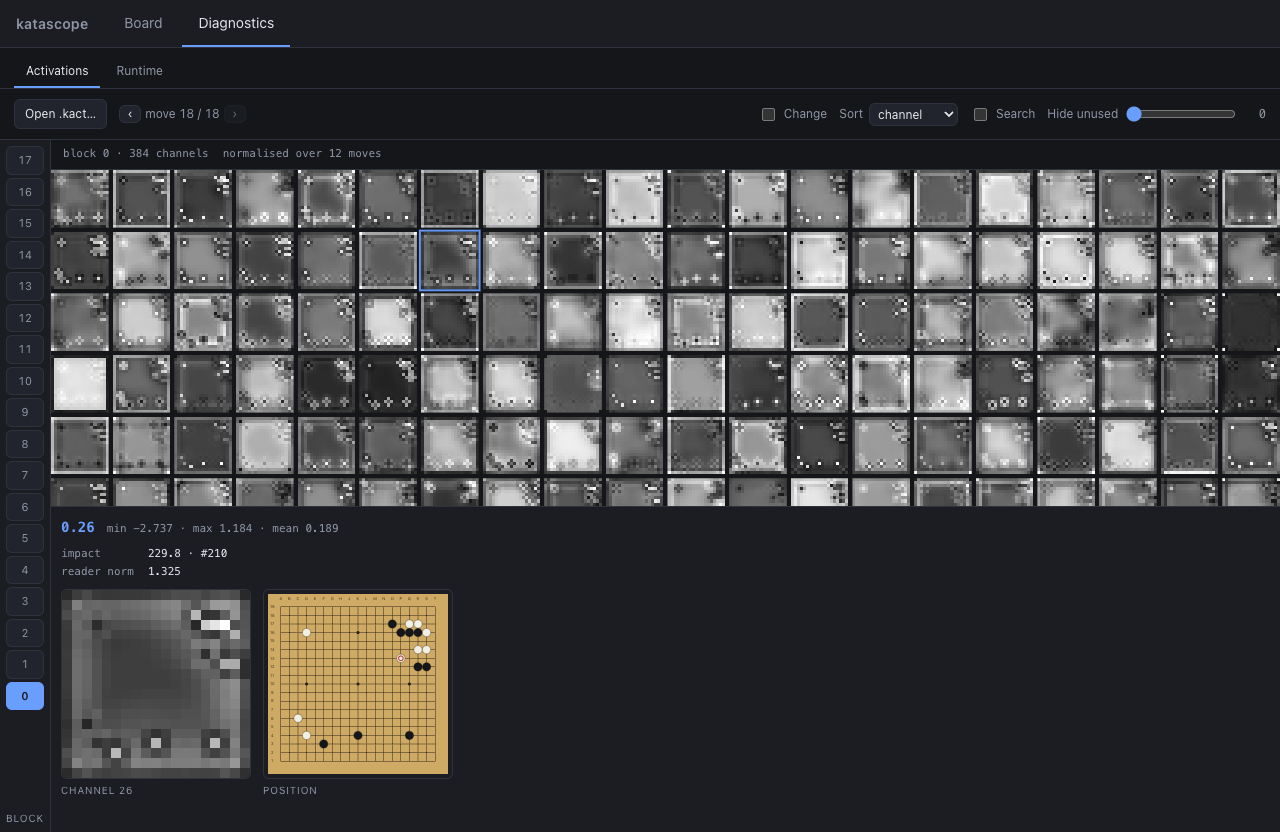 katascope Board Diagnostics
Activations Runtime
Open .kact… ‹ move 18 / 18 › Change Sort channel Search Hide unused 0
block 0 · 384 channels normalised over 12 moves
17
16
15
14
13
12
11
10
9
8
7
6
5
4
3
2
1
0
BLOCK
0.26 min −2.737 · max 1.184 · mean 0.189
impact 229.8 · #210
reader norm 1.325
CHANNEL 26 POSITION